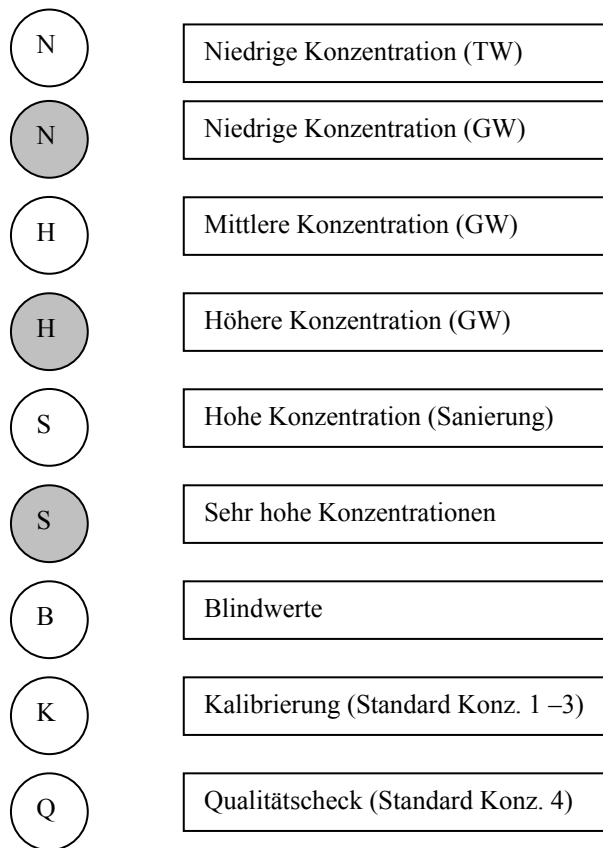 N Niedrige Konzentration (TW)
N Niedrige Konzentration (GW)
H Mittlere Konzentration (GW)
H Höhere Konzentration (GW)
S Hohe Konzentration (Sanierung)
S Sehr hohe Konzentrationen
B Blindwerte
K Kalibrierung (Standard Konz. 1 –3)
Q Qualitätscheck (Standard Konz. 4)